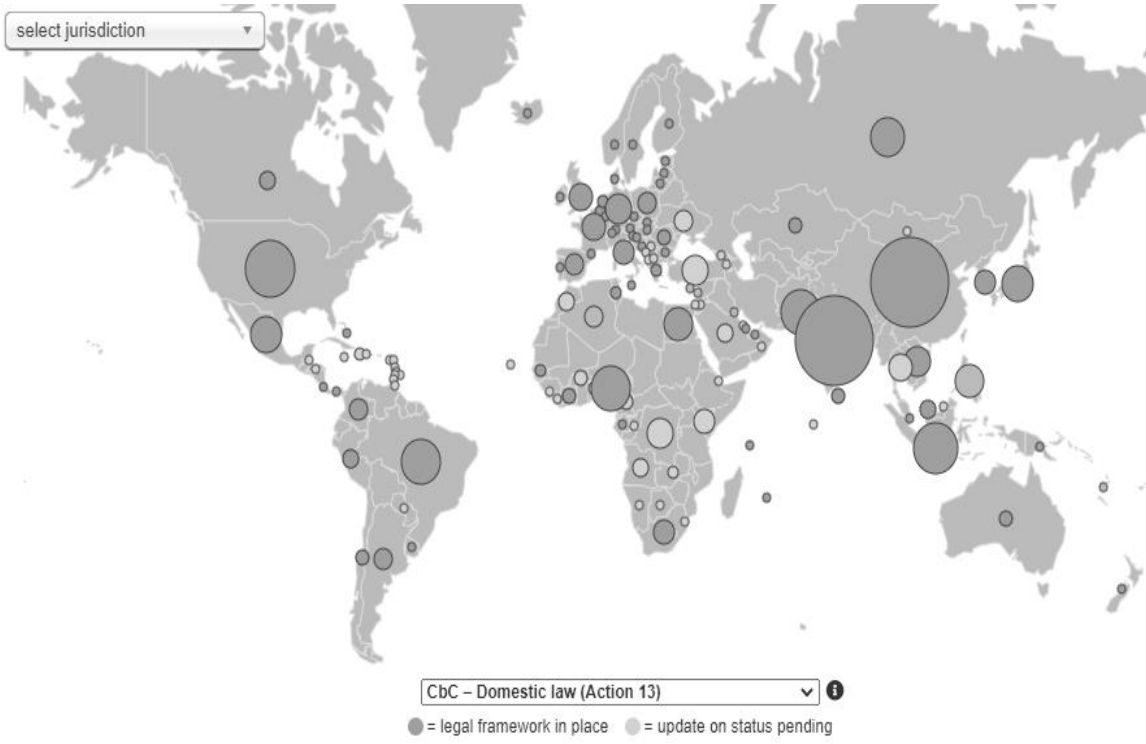 select jurisdiction
CbC – Domestic law (Action 13)
= legal framework in place = update on status pending